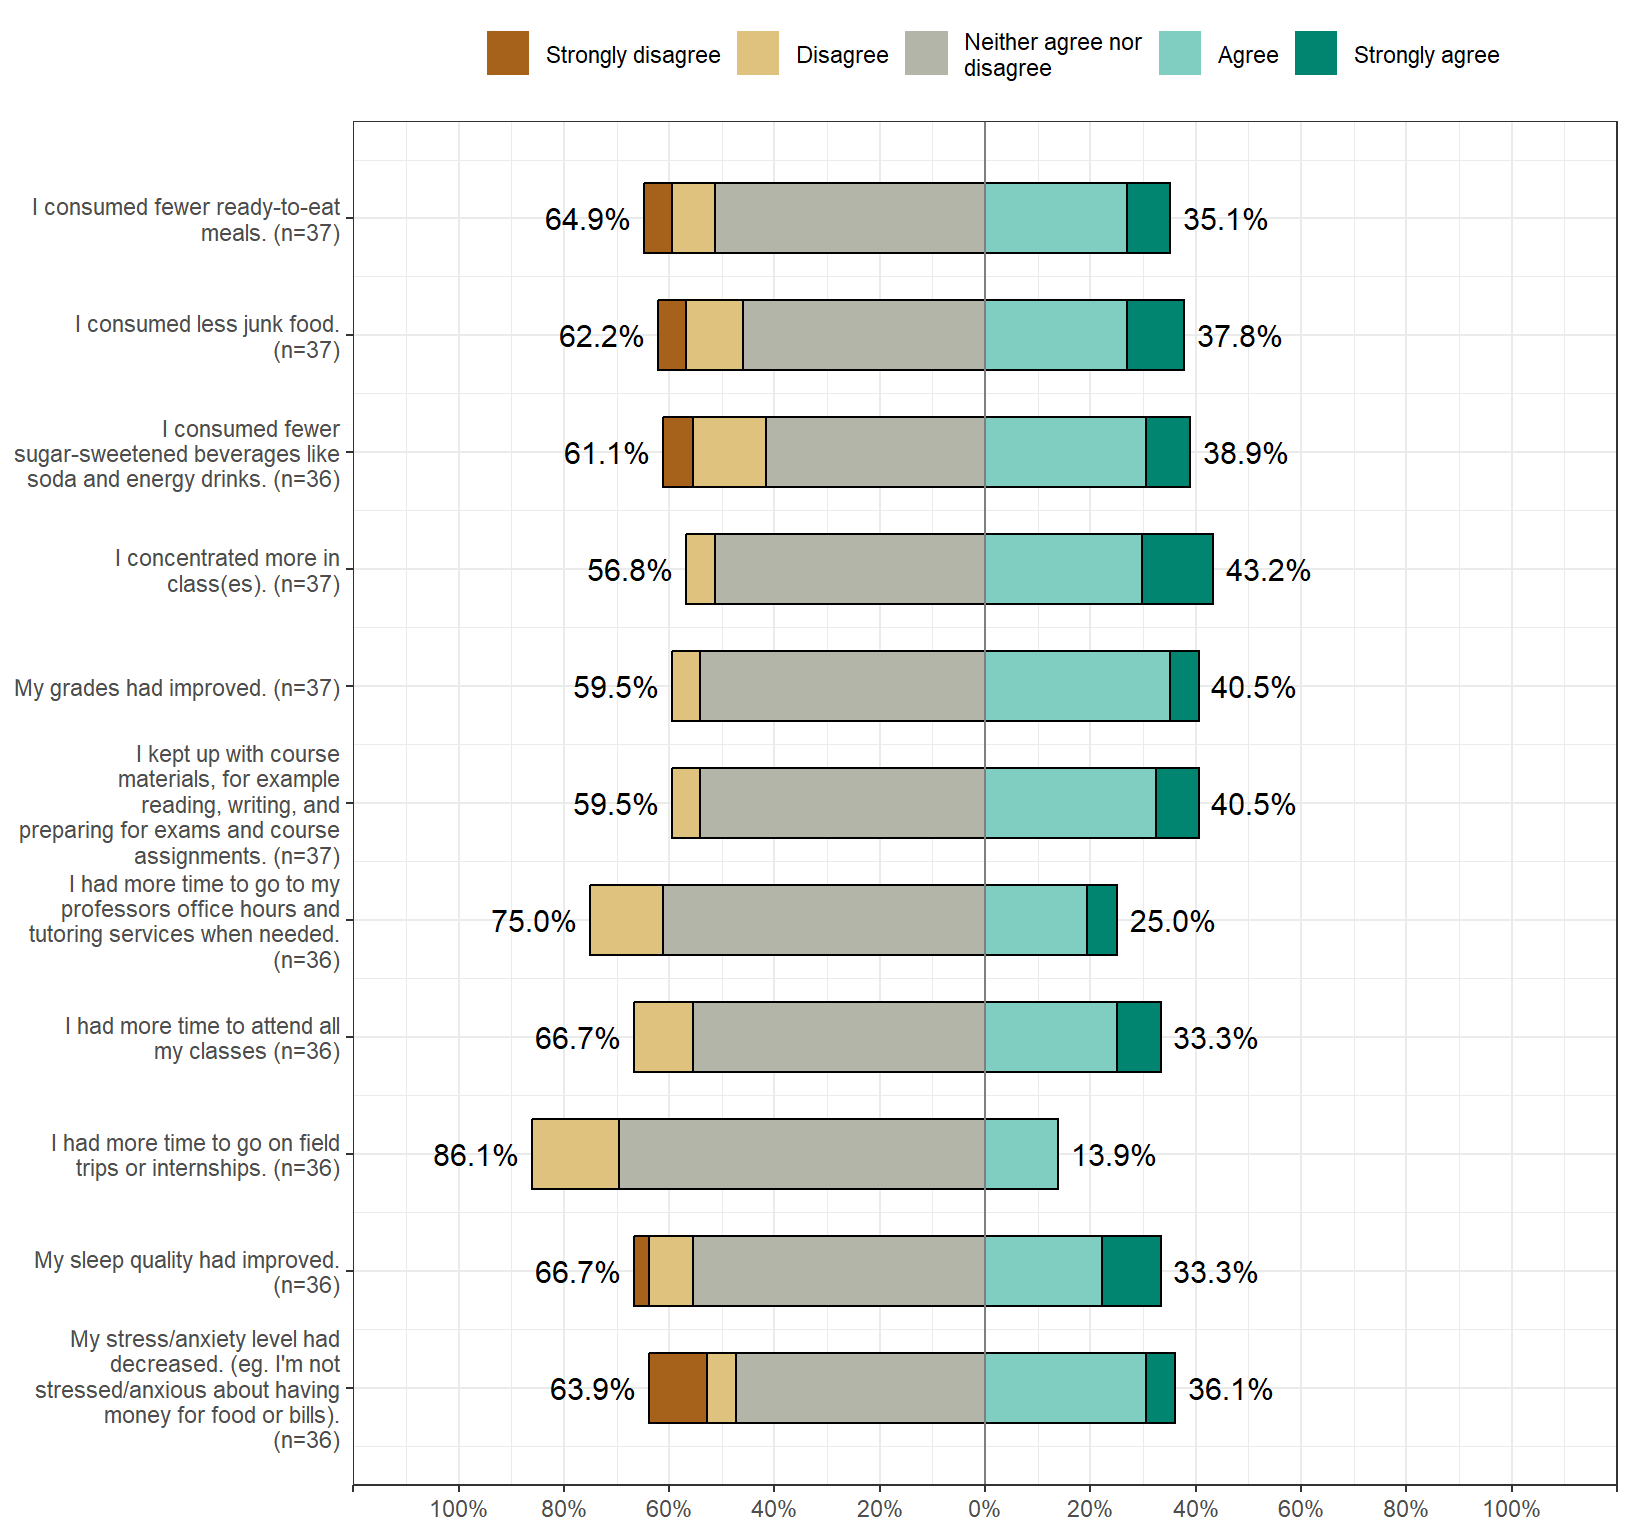 Strongly disagree
Disagree
Neither agree nor
disagree
Agree
Strongly agree
I consumed fewer ready-to-eat
meals. (n=37)
64.9%
35.1%
I consumed less junk food.
(n=37)
62.2%
37.8%
I consumed fewer
sugar-sweetened beverages like
soda and energy drinks. (n=36)
61.1%
38.9%
I concentrated more in
class(es). (n=37)
56.8%
43.2%
My grades had improved. (n=37)
59.5%
40.5%
I kept up with course
materials, for example
reading, writing, and
preparing for exams and course
assignments. (n=37)
59.5%
40.5%
I had more time to go to my
professors office hours and
tutoring services when needed.
(n=36)
75.0%
25.0%
I had more time to attend all
my classes (n=36)
66.7%
33.3%
I had more time to go on field
trips or internships. (n=36)
86.1%
13.9%
My sleep quality had improved.
(n=36)
66.7%
33.3%
My stress/anxiety level had
decreased. (eg. I'm not
stressed/anxious about having
money for food or bills).
(n=36)
63.9%
36.1%
100% 80% 60% 40% 20% 0% 20% 40% 60% 80% 100%